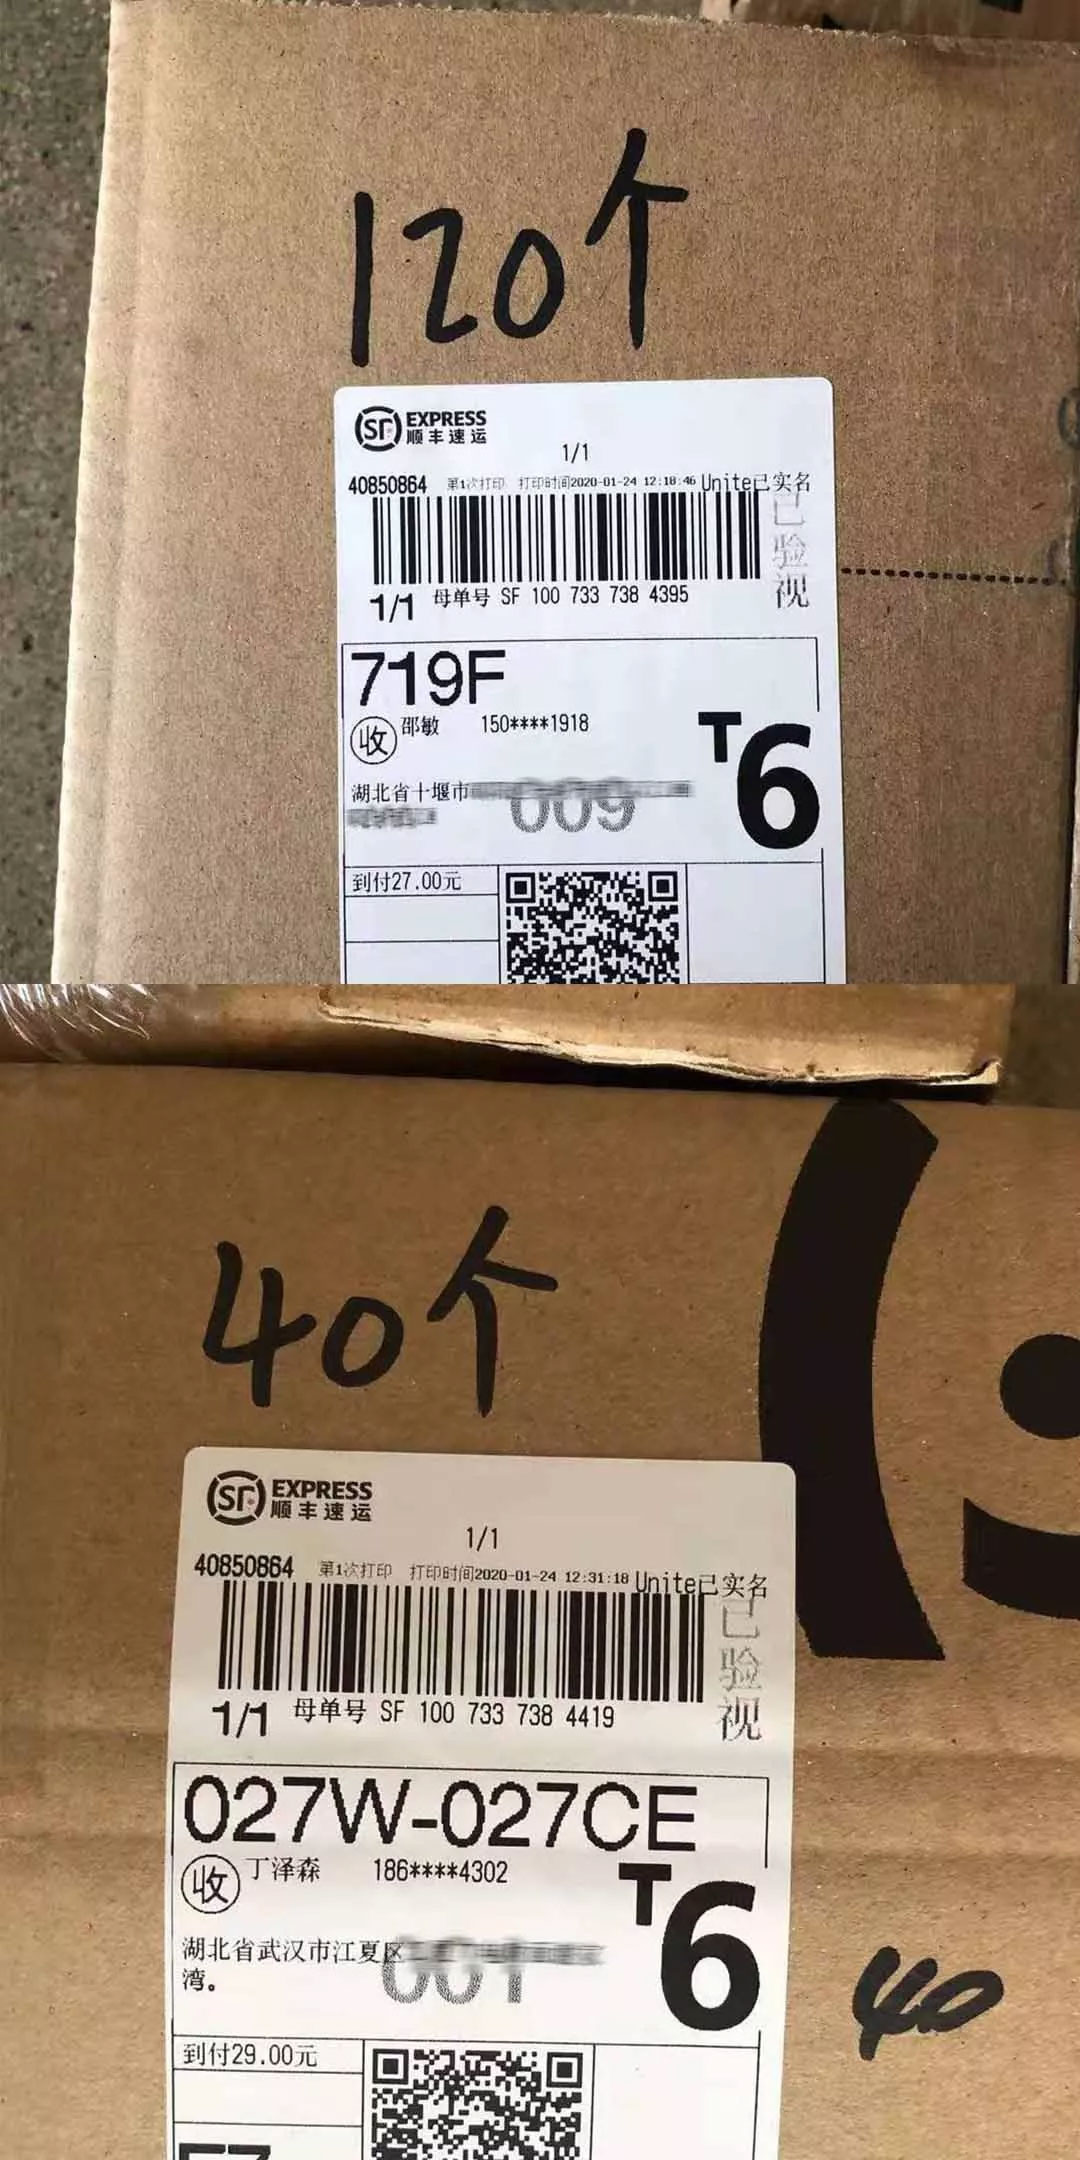 120个
SF EXPRESS
顺丰速运
1/1
40850864 第1次打印 打印时间2020-01-24 12:18:46 Unite已实名
已验视
1/1 母单号 SF 100 733 738 4395
719F
收 邵敏 150****1918
T6
湖北省十堰市
009
到付27.00元
40个
SF EXPRESS
顺丰速运
1/1
40850864 第1次打印 打印时间2020-01-24 12:31:18 Unite已实名
已验视
1/1 母单号 SF 100 733 738 4419
027W-027CE
收 丁泽森 186****4302
T6
湖北省武汉市江夏区
湾。
001
40
到付29.00元